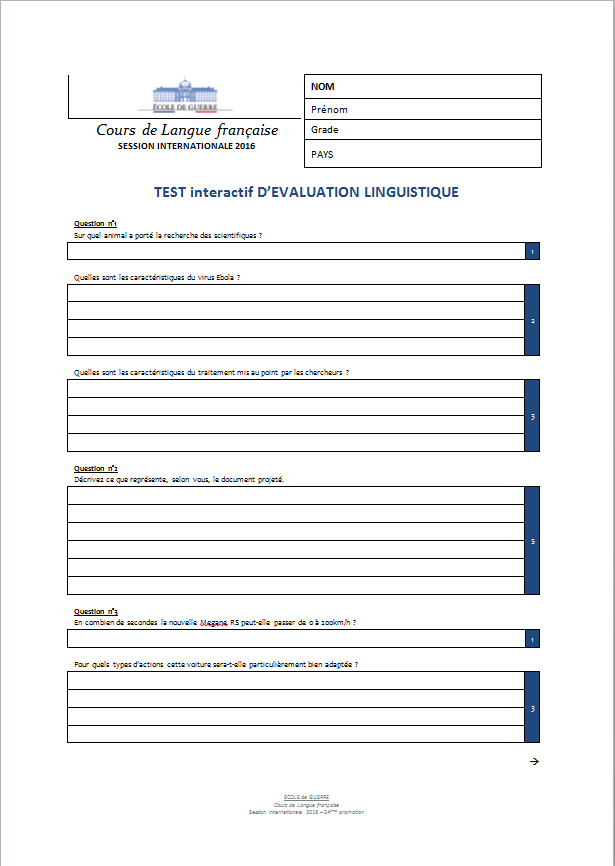 ÉCOLE DE GUERRE
Cours de Langue française
SESSION INTERNATIONALE 2016
NOM
Prénom
Grade
PAYS
TEST interactif D'EVALUATION LINGUISTIQUE
Question n°1
Sur quel animal a porté la recherche des scientifiques ?
1
Quelles sont les caractéristiques du virus Ebola ?
2
Quelles sont les caractéristiques du traitement mis au point par les chercheurs ?
3
Question n°2
Décrivez ce que représente, selon vous, le document projeté.
5
Question n°3
En combien de secondes la nouvelle Megane RS peut-elle passer de 0 à 100km/h ?
1
Pour quels types d'actions cette voiture sera-t-elle particulièrement bien adaptée ?
3
→
ECOLE de GUERRE
Cours de Langue française
Session Internationale 2016 – 24ème promotion